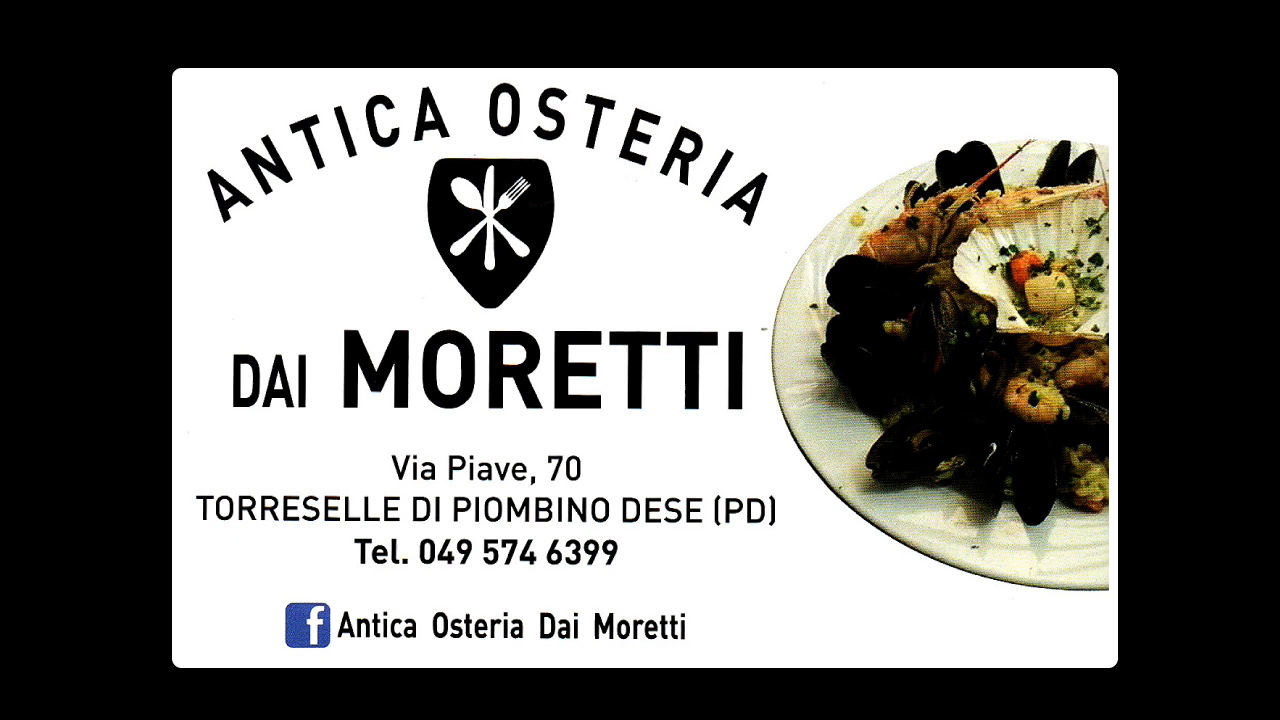 ANTICA OSTERIA
DAI MORETTI
Via Piave, 70
TORRESELLE DI PIOMBINO DESE (PD)
Tel. 049 574 6399
f Antica Osteria Dai Moretti